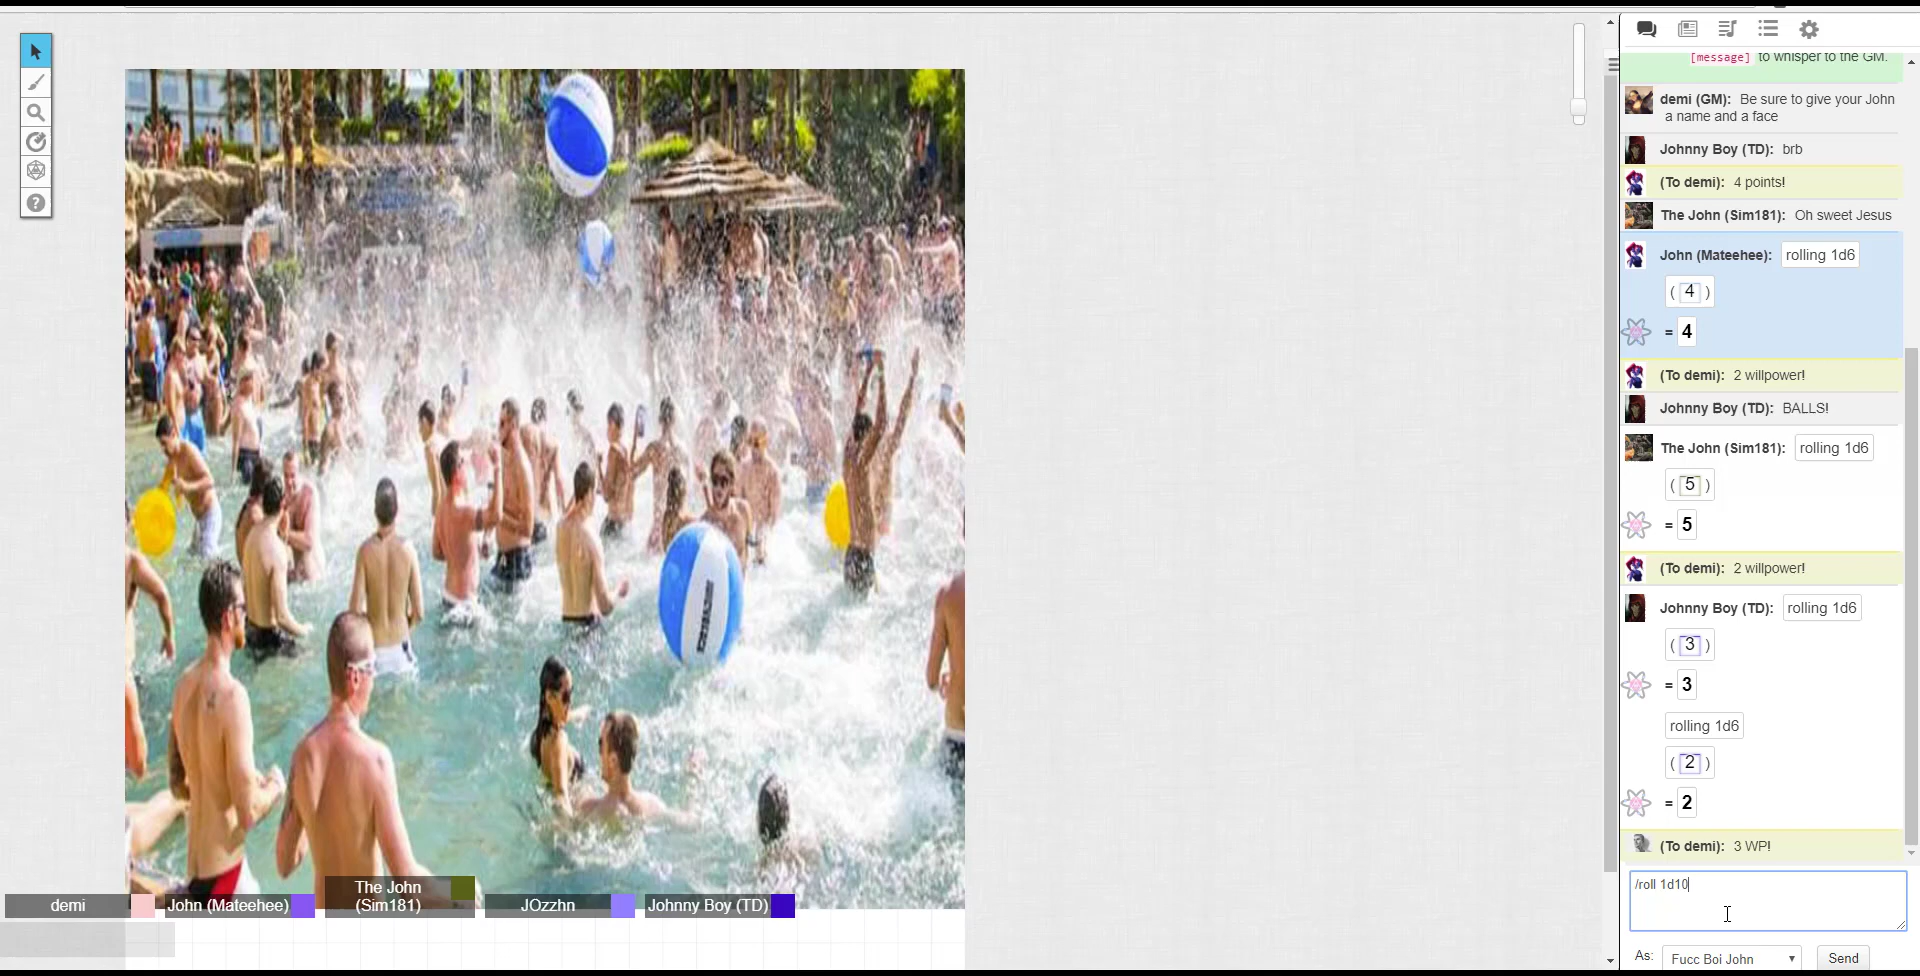 [message] to whisper to the GM.
demi (GM): Be sure to give your John
a name and a face
Johnny Boy (TD): brb
(To demi): 4 points!
The John (Sim181): Oh sweet Jesus
John (Mateehee): rolling 1d6
( 4 )
= 4
(To demi): 2 willpower!
Johnny Boy (TD): BALLS!
The John (Sim181): rolling 1d6
( 5 )
= 5
(To demi): 2 willpower!
Johnny Boy (TD): rolling 1d6
( 3 )
= 3
rolling 1d6
( 2 )
= 2
(To demi): 3 WP!
/roll 1d10
As: Fucc Boi John Send
demi
John (Mateehee)
The John
(Sim181)
JOzzhn
Johnny Boy (TD)